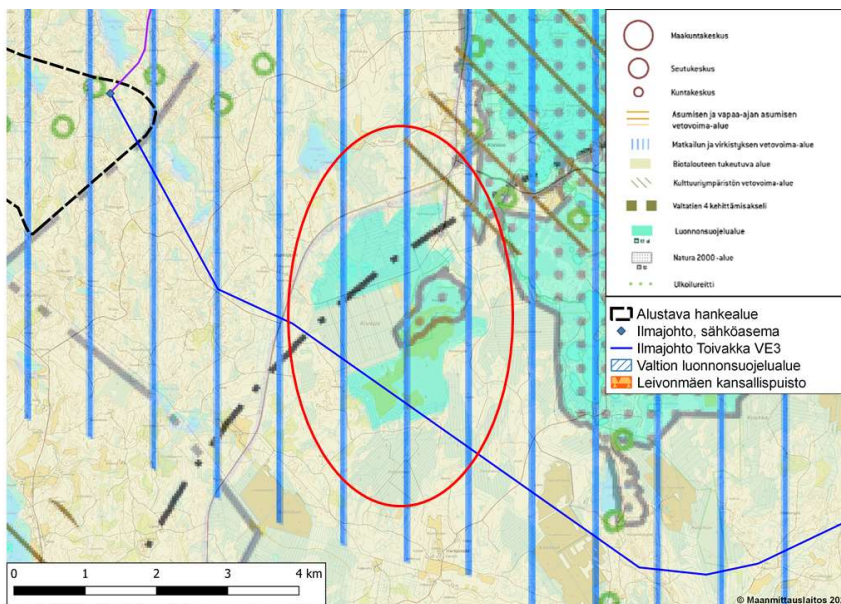 Maakuntakeskus
Seutukeskus
Kuntakeskus
Asumisen ja vapaa-ajan asumisen
vetovoima-alue
Matkailun ja virkistyksen vetovoima-alue
Biotalouteen tukeutuva alue
Kulttuuriympäristön vetovoima-alue
Valtatien 4 kehittämisakseli
Luonnonsuojelualue
Natura 2000 -alue
Ulkoilureitti
Alustava hankealue
Ilmajohto, sähköasema
Ilmajohto Toivakka VE3
Valtion luonnonsuojelualue
Leivonmäen kansallispuisto
0 1 2 3 4 km
© Maanmittauslaitos 202